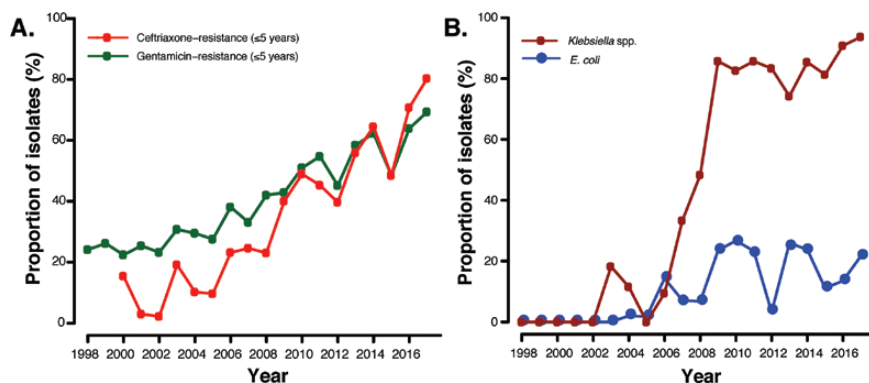 A.
Ceftriaxone−resistance (≤5 years)
Gentamicin−resistance (≤5 years)
Proportion of isolates (%)
100
80
60
40
20
0
1998 2000 2002 2004 2006 2008 2010 2012 2014 2016
Year
B.
Klebsiella spp.
E. coli
Proportion of isolates (%)
100
80
60
40
20
0
1998 2000 2002 2004 2006 2008 2010 2012 2014 2016
Year